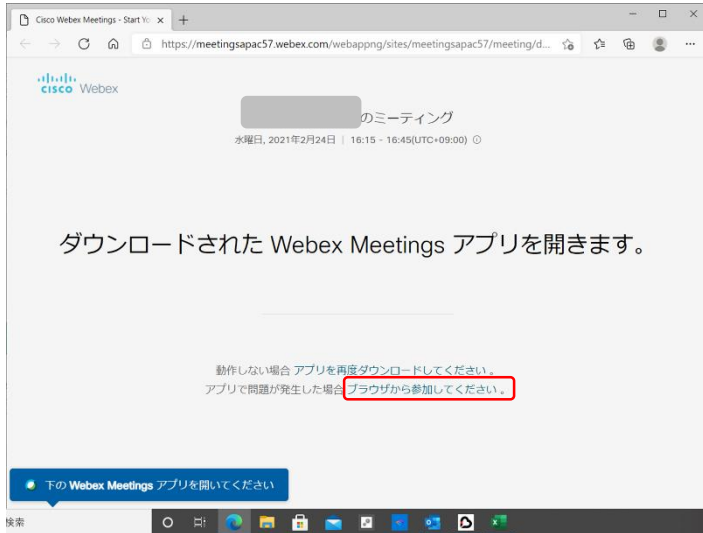 Cisco Webex Meetings - Start Yo
https://meetingsapac57.webex.com/webappng/sites/meetingsapac57/meeting/d...
cisco Webex
のミーティング
水曜日, 2021年2月24日 | 16:15 - 16:45(UTC+09:00)
ダウンロードされた Webex Meetings アプリを開きます。
動作しない場合 アプリを再度ダウンロードしてください 。
アプリで問題が発生した場合 ブラウザから参加してください 。
下の Webex Meetings アプリを開いてください
検索